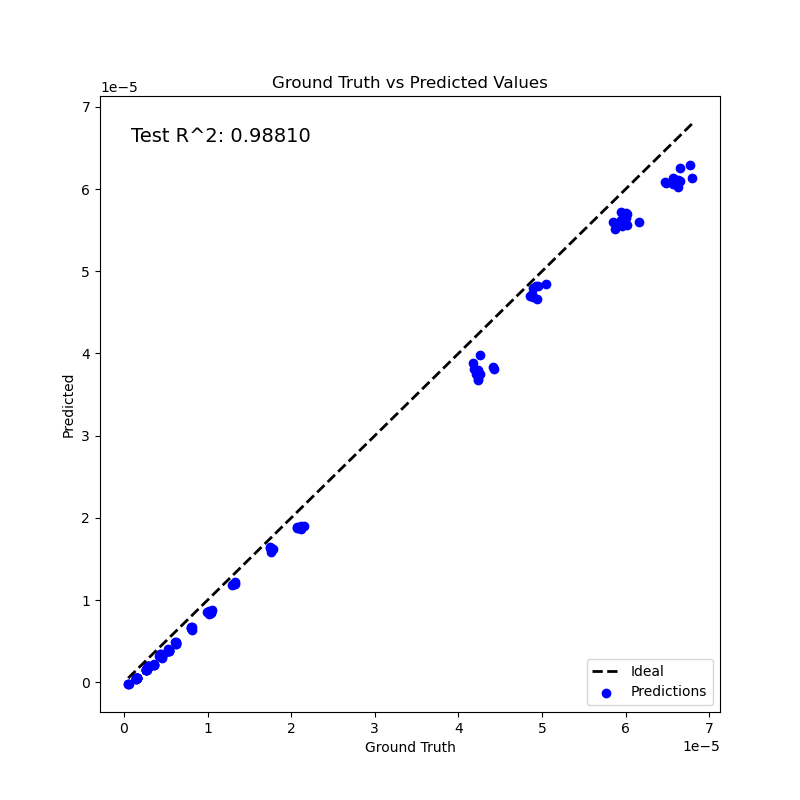 Ground Truth vs Predicted Values
1e−5
Test R^2: 0.98810
7
6
5
4
3
2
1
0
Predicted
Ideal
Predictions
0 1 2 3 4 5 6 7
Ground Truth
1e−5